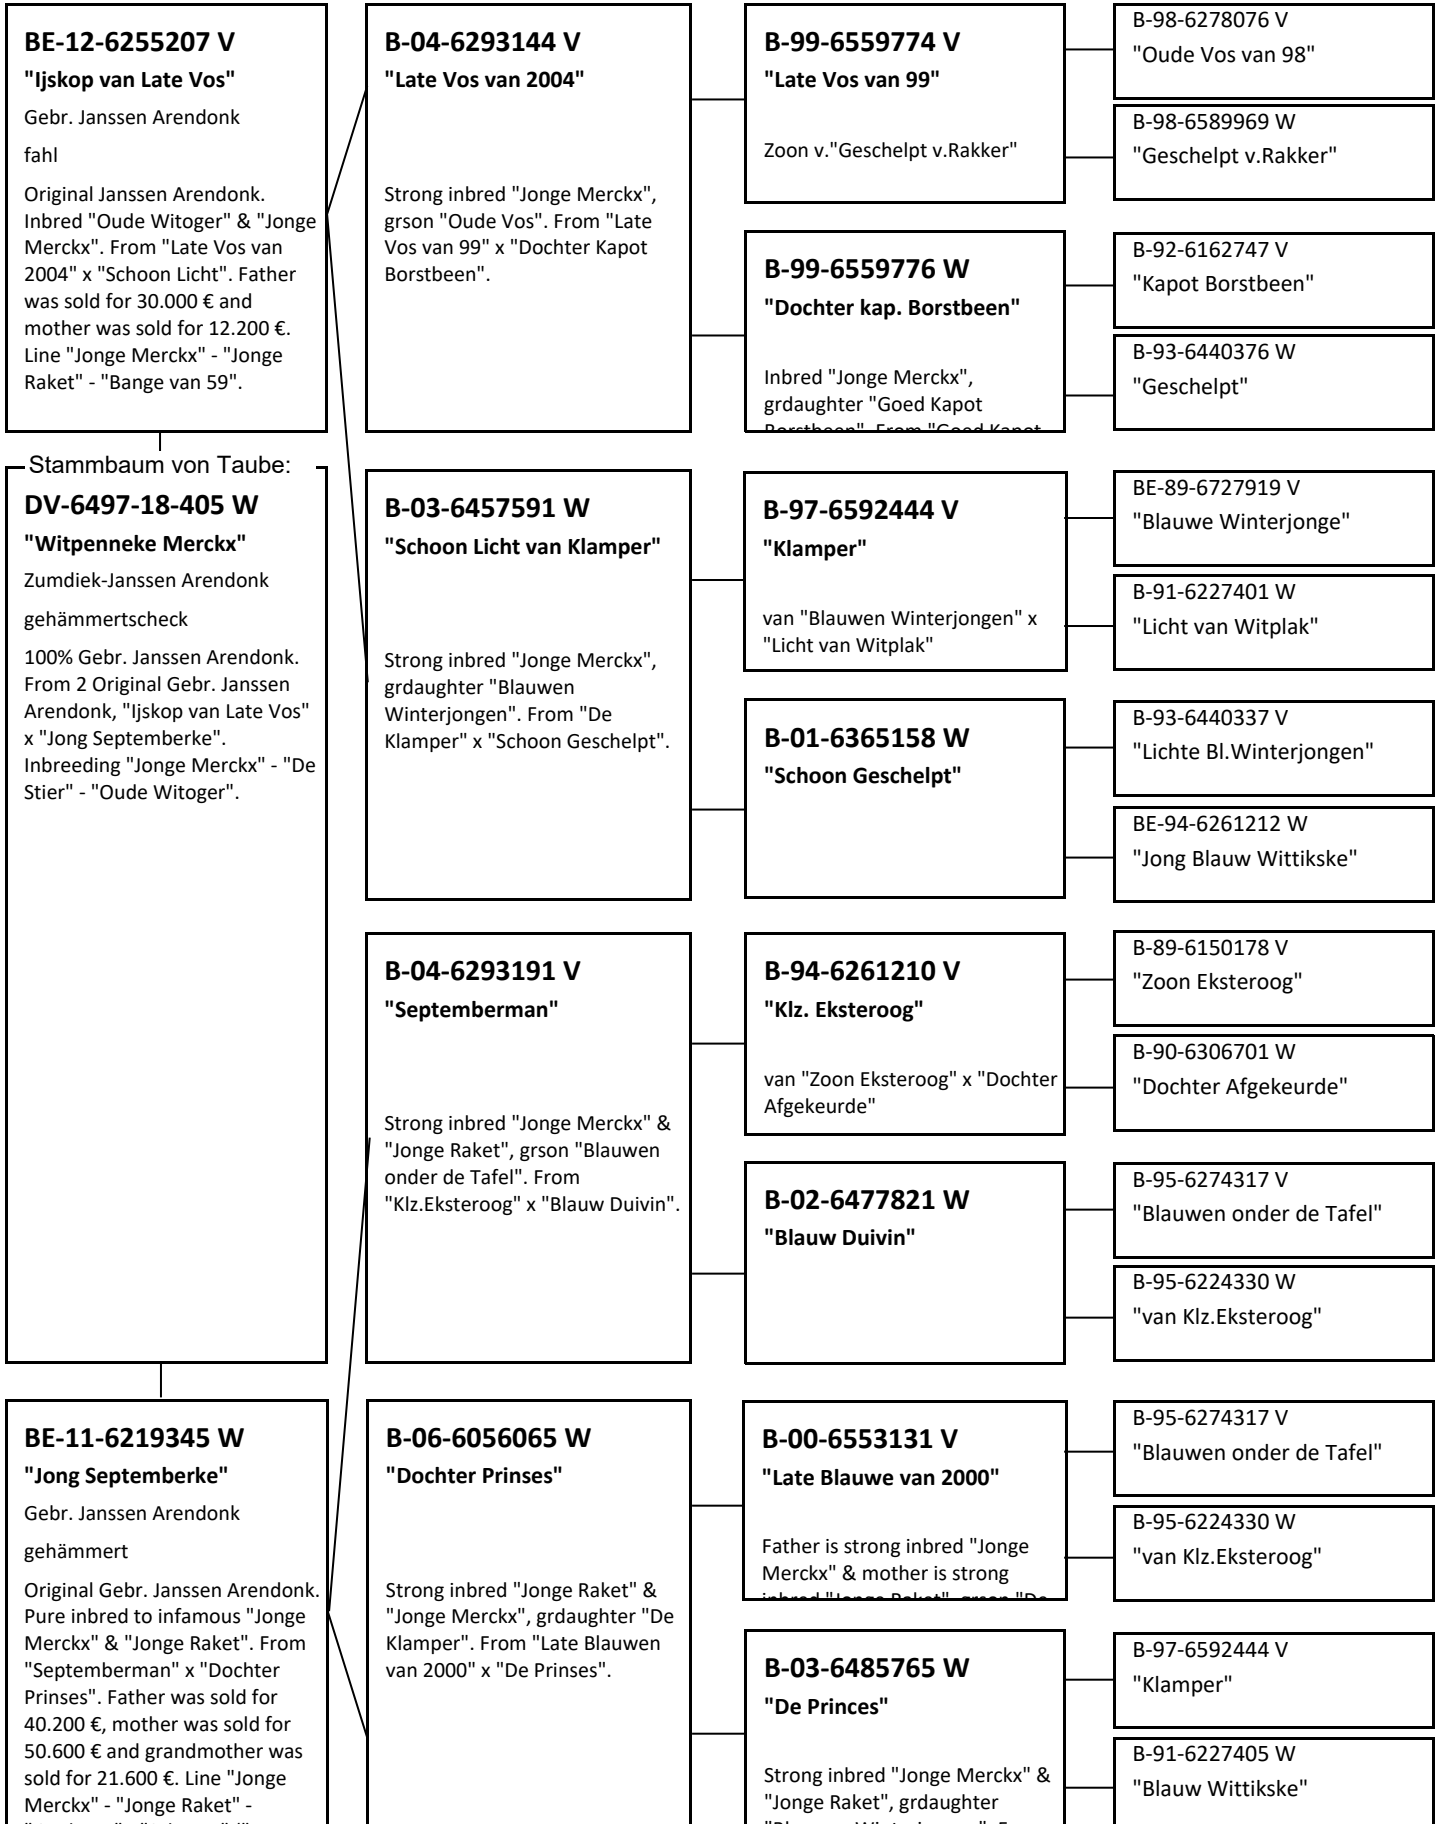 BE-12-6255207 V
"Ijskop van Late Vos"
Gebr. Janssen Arendonk
fahl
Original Janssen Arendonk.
Inbred "Oude Witoger" & "Jonge
Merckx". From "Late Vos van
2004" x "Schoon Licht". Father
was sold for 30.000 € and
mother was sold for 12.200 €.
Line "Jonge Merckx" - "Jonge
Raket" - "Bange van 59".
Stammbaum von Taube:
DV-6497-18-405 W
"Witpenneke Merckx"
Zumdiek-Janssen Arendonk
gehämmertscheck
100% Gebr. Janssen Arendonk.
From 2 Original Gebr. Janssen
Arendonk, "Ijskop van Late Vos"
x "Jong Septemberke".
Inbreeding "Jonge Merckx" - "De
Stier" - "Oude Witoger".
BE-11-6219345 W
"Jong Septemberke"
Gebr. Janssen Arendonk
gehämmert
Original Gebr. Janssen Arendonk.
Pure inbred to infamous "Jonge
Merckx" & "Jonge Raket". From
"Septemberman" x "Dochter
Prinses". Father was sold for
40.200 €, mother was sold for
50.600 € and grandmother was
sold for 21.600 €. Line "Jonge
Merckx" - "Jonge Raket" -
B-04-6293144 V
"Late Vos van 2004"
Strong inbred "Jonge Merckx",
grson "Oude Vos". From "Late
Vos van 99" x "Dochter Kapot
Borstbeen".
B-03-6457591 W
"Schoon Licht van Klamper"
Strong inbred "Jonge Merckx",
grdaughter "Blauwen
Winterjongen". From "De
Klamper" x "Schoon Geschelpt".
B-04-6293191 V
"Septemberman"
Strong inbred "Jonge Merckx" &
"Jonge Raket", grson "Blauwen
onder de Tafel". From
"Klz.Eksteroog" x "Blauw Duivin".
B-06-6056065 W
"Dochter Prinses"
Strong inbred "Jonge Raket" &
"Jonge Merckx", grdaughter "De
Klamper". From "Late Blauwen
van 2000" x "De Prinses".
B-99-6559774 V
"Late Vos van 99"
Zoon v."Geschelpt v.Rakker"
B-99-6559776 W
"Dochter kap. Borstbeen"
Inbred "Jonge Merckx",
grdaughter "Goed Kapot
Borstbeen". From "Goed Kapot
B-97-6592444 V
"Klamper"
van "Blauwen Winterjongen" x
"Licht van Witplak"
B-01-6365158 W
"Schoon Geschelpt"
B-94-6261210 V
"Klz. Eksteroog"
van "Zoon Eksteroog" x "Dochter
Afgekeurde"
B-02-6477821 W
"Blauw Duivin"
B-00-6553131 V
"Late Blauwe van 2000"
Father is strong inbred "Jonge
Merckx" & mother is strong
inbred "Jonge Raket", grson "De
B-03-6485765 W
"De Princes"
Strong inbred "Jonge Merckx" &
"Jonge Raket", grdaughter
B-98-6278076 V
"Oude Vos van 98"
B-98-6589969 W
"Geschelpt v.Rakker"
B-92-6162747 V
"Kapot Borstbeen"
B-93-6440376 W
"Geschelpt"
BE-89-6727919 V
"Blauwe Winterjonge"
B-91-6227401 W
"Licht van Witplak"
B-93-6440337 V
"Lichte Bl.Winterjongen"
BE-94-6261212 W
"Jong Blauw Wittikske"
B-89-6150178 V
"Zoon Eksteroog"
B-90-6306701 W
"Dochter Afgekeurde"
B-95-6274317 V
"Blauwen onder de Tafel"
B-95-6224330 W
"van Klz.Eksteroog"
B-95-6274317 V
"Blauwen onder de Tafel"
B-95-6224330 W
"van Klz.Eksteroog"
B-97-6592444 V
"Klamper"
B-91-6227405 W
"Blauw Wittikske"